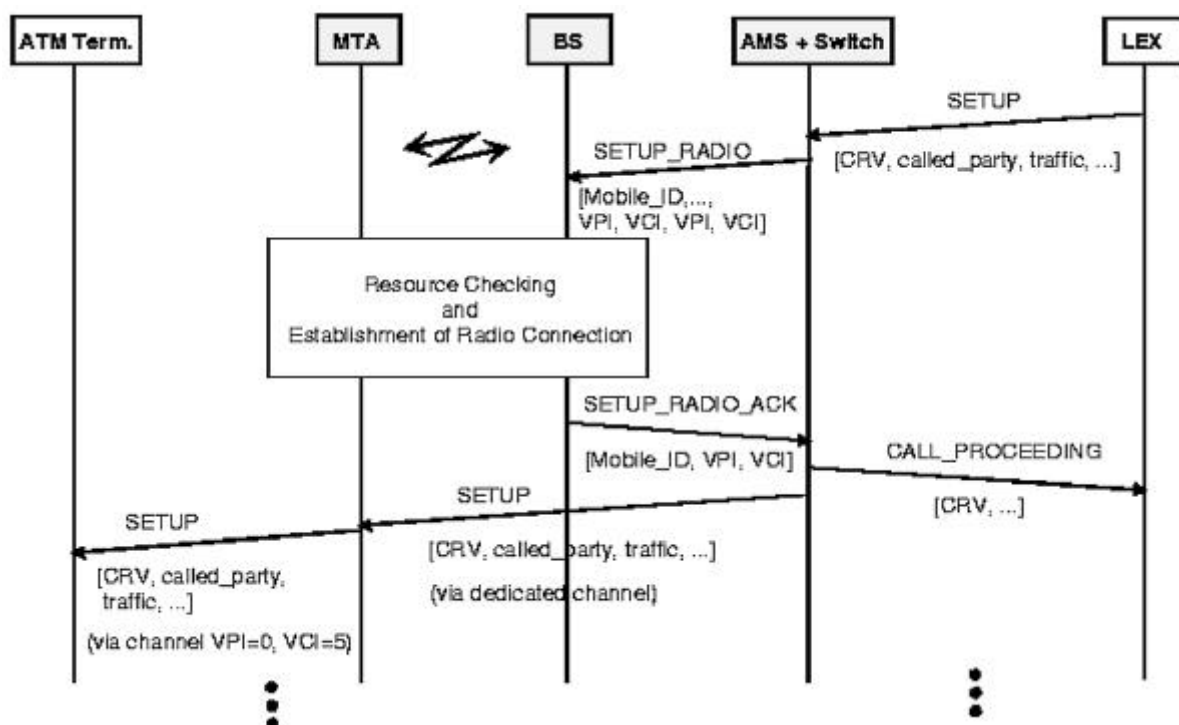 ATM Term.
MTA
BS
AMS + Switch
LEX
SETUP
[CRV, called_party, traffic, ...]
SETUP_RADIO
[Mobile_ID,...,
VPI, VCI, VPI, VCI]
Resource Checking
and
Establishment of Radio Connection
SETUP_RADIO_ACK
[Mobile_ID, VPI, VCI]
CALL_PROCEEDING
[CRV, ...]
SETUP
[CRV, called_party, traffic, ...]
(via dedicated channel)
SETUP
[CRV, called_party,
traffic, ...]
(via channel VPI=0, VCI=5)